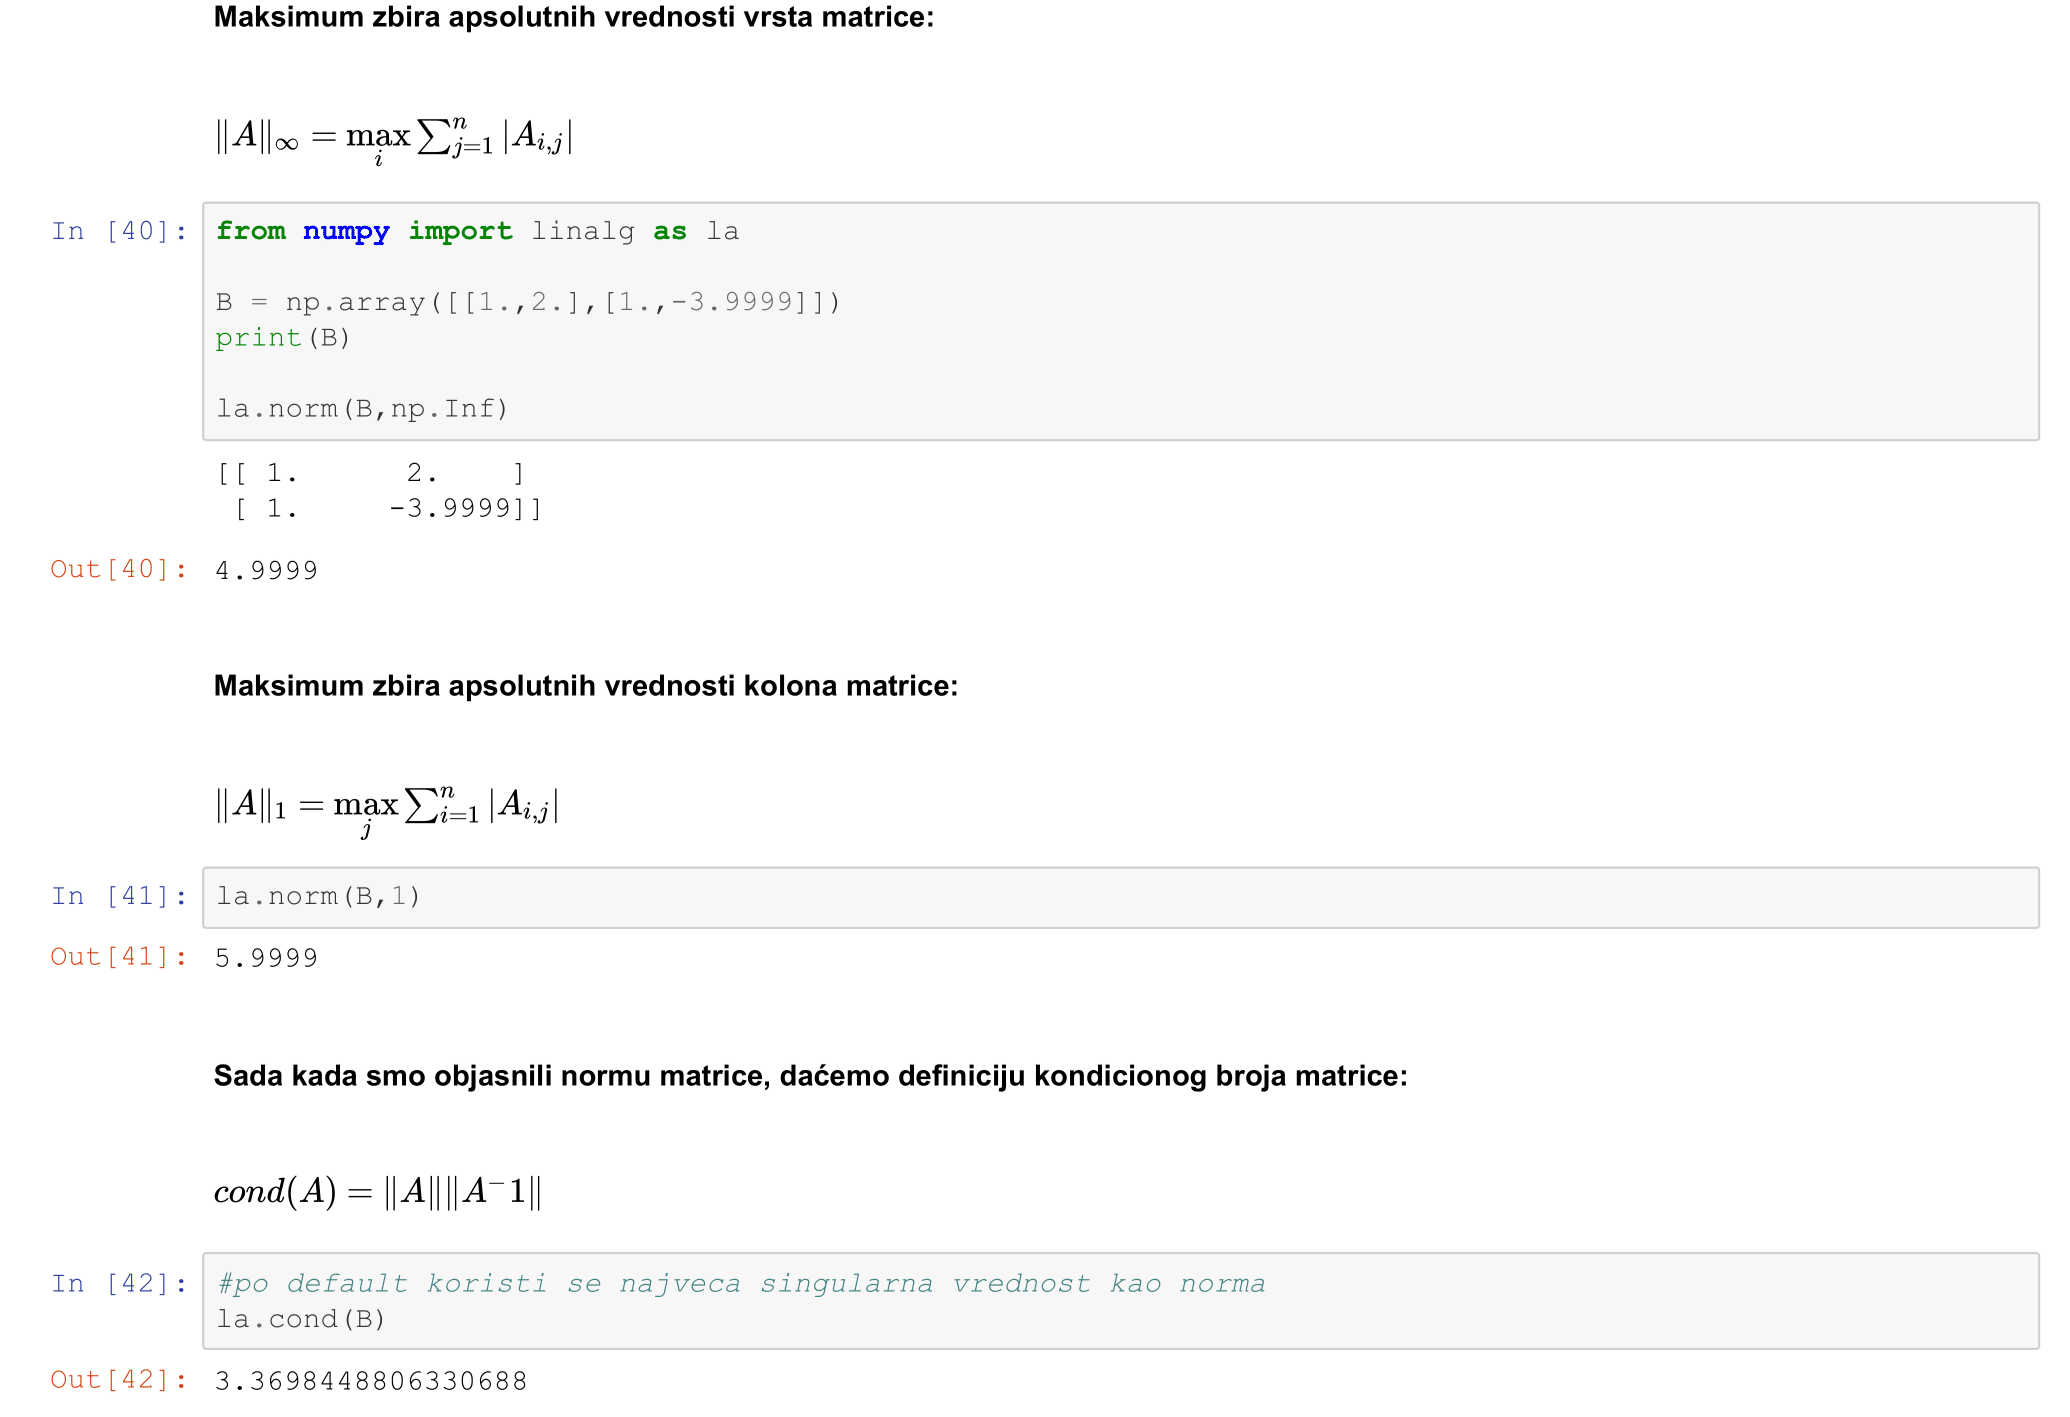 Maksimum zbira apsolutnih vrednosti vrsta matrice:
‖A‖∞ = max_i ∑_{j=1}^{n} |A_{i,j}|
In [40]: from numpy import linalg as la
B = np.array([[1.,2.],[1.,-3.9999]])
print(B)
la.norm(B,np.Inf)
[[ 1.      2.    ]
 [ 1.     -3.9999]]
Out[40]: 4.9999
Maksimum zbira apsolutnih vrednosti kolona matrice:
‖A‖_1 = max_j ∑_{i=1}^{n} |A_{i,j}|
In [41]: la.norm(B,1)
Out[41]: 5.9999
Sada kada smo objasnili normu matrice, daćemo definiciju kondicionog broja matrice:
cond(A) = ‖A‖‖A⁻1‖
In [42]: #po default koristi se najveca singularna vrednost kao norma
la.cond(B)
Out[42]: 3.3698448806330688